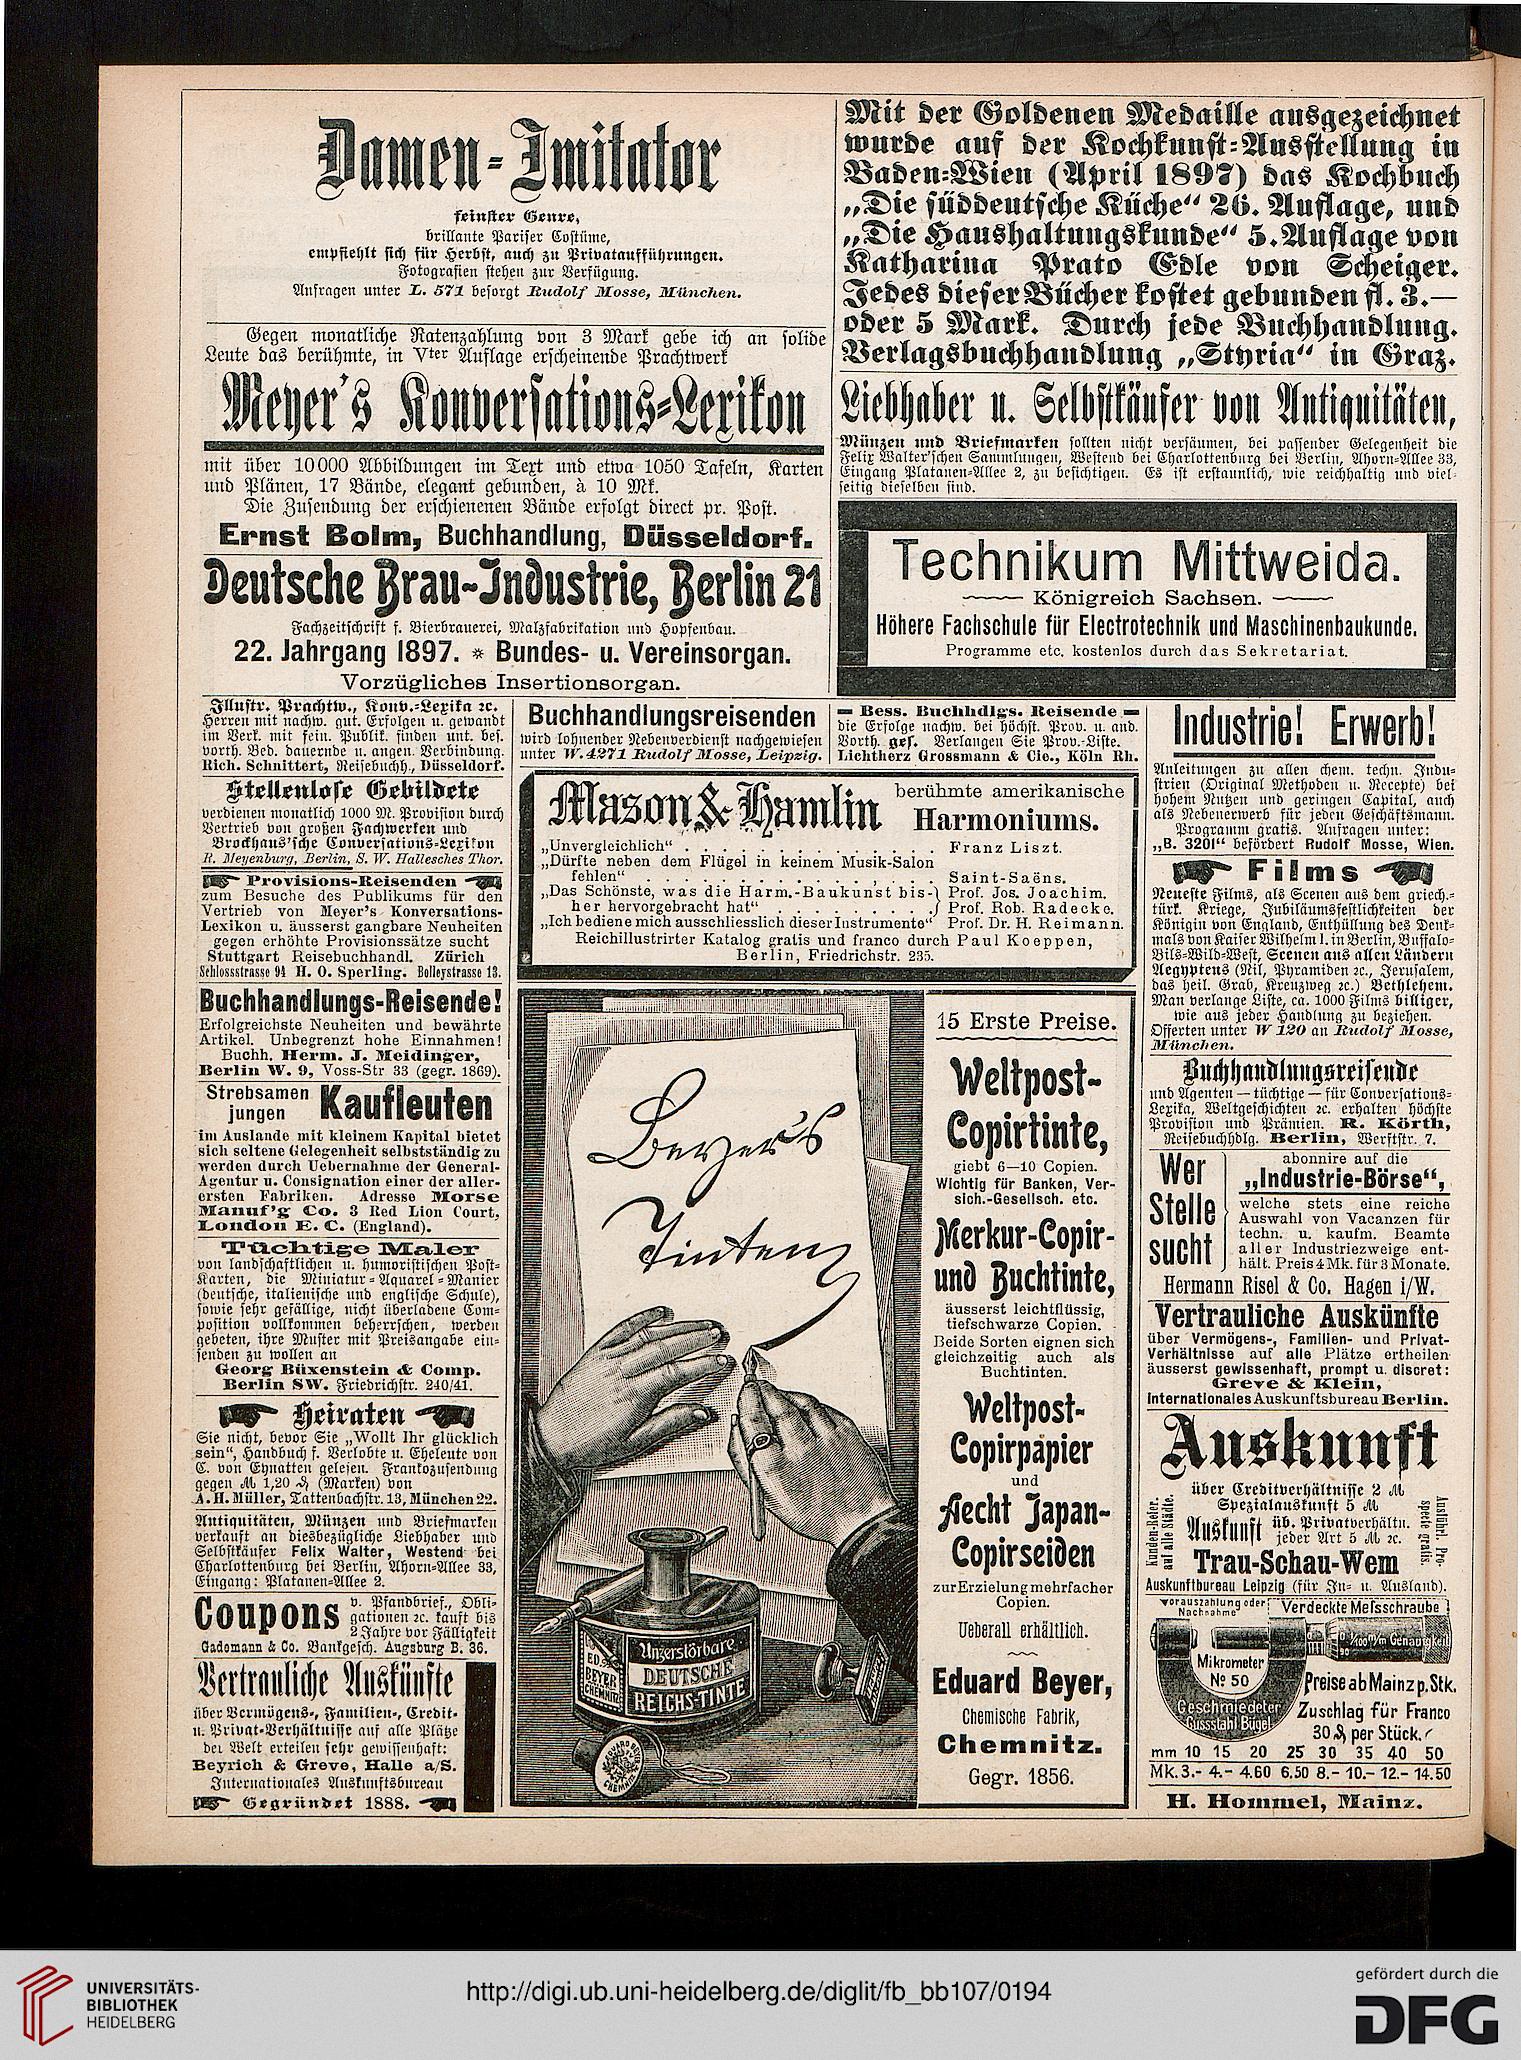 Damen-Imitator
feinster Genre,
brillante Pariser Costüme,
empfiehlt sich für Herbst, auch zu Privataufführungen.
Fotografien stehen zur Verfügung.
Anfragen unter L. 571 besorgt Rudolf Mosse, München.
Gegen monatliche Ratenzahlung von 3 Mark gebe ich an solide
Leute das berühmte, in Vter Auflage erscheinende Prachtwerk
Meyer's Konversations-Lexikon
mit über 10000 Abbildungen im Text und etwa 1050 Tafeln, Karten
und Plänen, 17 Bände, elegant gebunden, à 10 Mk.
Die Zusendung der erschienenen Bände erfolgt direct pr. Post.
Ernst Bolm, Buchhandlung, Düsseldorf.
Deutsche Brau-Industrie, Berlin 21
Fachzeitschrift f. Bierbrauerei, Malzfabrikation und Hopfenbau.
22. Jahrgang 1897. * Bundes- u. Vereinsorgan.
Vorzügliches Insertionsorgan.
Mit der Goldenen Medaille ausgezeichnet
wurde auf der Kochkunst-Ausstellung in
Baden-Wien (April 1897) das Kochbuch
„Die süddeutsche Küche" 26. Auflage, und
„Die Haushaltungskunde" 5. Auflage von
Katharina Prato Edle von Scheiger.
Jedes dieser Bücher kostet gebunden fl. 3.—
oder 5 Mark. Durch jede Buchhandlung.
Verlagsbuchhandlung „Styria" in Graz.
Liebhaber u. Selbstkäufer von Antiquitäten,
Münzen und Briefmarken sollten nicht versäumen, bei passender Gelegenheit die
Felix Walter'schen Sammlungen, Westend bei Charlottenburg bei Berlin, Ahorn-Allee 33,
Eingang Platanen-Allee 2, zu besichtigen. Es ist erstaunlich, wie reichhaltig und viel-
seitig dieselben sind.
Technikum Mittweida.
Königreich Sachsen.
Höhere Fachschule für Electrotechnik und Maschinenbaukunde.
Programme etc. kostenlos durch das Sekretariat.
Illustr. Prachtw., Konv.-Lexika ꝛc.
Herren mit nachw. gut. Erfolgen u. gewandt
im Verk. mit fein. Publik. finden unt. bes.
vorth. Bed. dauernde u. angen. Verbindung.
Rich. Schnittert, Reisebuchh., Düsseldorf.
Stellenlose Gebildete
verdienen monatlich 1000 M. Provision durch
Vertrieb von großen Fachwerken und
Brockhaus'sche Conversations-Lexikon
R. Meyenburg, Berlin, S. W. Hallesches Thor.
Provisions-Reisenden
zum Besuche des Publikums für den
Vertrieb von Meyer's Konversations-
Lexikon u. äusserst gangbare Neuheiten
gegen erhöhte Provisionssätze sucht
Stuttgart Reisebuchhandl. Zürich
Schlossstrasse 94 H. O. Sperling. Bolleystrasse 13.
Buchhandlungs-Reisende!
Erfolgreichste Neuheiten und bewährte
Artikel. Unbegrenzt hohe Einnahmen!
Buchh. Herm. J. Meidinger,
Berlin W. 9, Voss-Str 33 (gegr. 1869).
Strebsamen
jungen Kaufleuten
im Auslande mit kleinem Kapital bietet
sich seltene Gelegenheit selbstständig zu
werden durch Uebernahme der General-
Agentur u. Consignation einer der aller-
ersten Fabriken. Adresse Morse
Manuf'g Co. 3 Red Lion Court,
London E. C. (England).
Tüchtige Maler
von landschaftlichen u. humoristischen Post-
Karten, die Miniatur-Aquarel-Manier
(deutsche, italienische und englische Schule),
sowie sehr gefällige, nicht überladene Com-
position vollkommen beherrschen, werden
gebeten, ihre Muster mit Preisangabe ein-
senden zu wollen an
Georg Büxenstein & Comp.
Berlin SW. Friedrichstr. 240/41.
Heiraten
Sie nicht, bevor Sie „Wollt Ihr glücklich
sein", Handbuch f. Verlobte u. Eheleute von
C. von Eynatten gelesen. Frankozusendung
gegen ℳ 1,20 ₰ (Marken) von
A. H. Müller, Tattenbachstr. 13, München 22.
Antiquitäten, Münzen und Briefmarken
verkauft an diesbezügliche Liebhaber und
Selbstkäufer Felix Walter, Westend bei
Charlottenburg bei Berlin, Ahorn-Allee 33,
Eingang: Platanen-Allee 2.
Coupons
v. Pfandbrief., Obli-
gationen ꝛc. kauft bis
2 Jahre vor Fälligkeit
Gadomann & Co. Bankgesch. Augsburg B. 36.
Vertrauliche Auskünfte
über Vermögens-, Familien-, Credit-
u. Privat-Verhältnisse auf alle Plätze
der Welt erteilen sehr gewissenhaft:
Beyrich & Greve, Halle a/S.
Internationales Auskunftsbureau
Gegründet 1888.
Buchhandlungsreisenden
wird lohnender Nebenverdienst nachgewiesen
unter W. 4271 Rudolf Mosse, Leipzig.
Bess. Buchhdlgs. Reisende
die Erfolge nachw. bei höchst. Prov. u. and.
Vorth. ges. Verlangen Sie Prov.-Liste.
Lichtherz Grossmann & Cie., Köln Rh.
Mason & Hamlin
berühmte amerikanische
Harmoniums.
„Unvergleichlich" . . . Franz Liszt.
„Dürfte neben dem Flügel in keinem Musik-Salon
fehlen" . . . Saint-Saëns.
„Das Schönste, was die Harm.-Baukunst bis-} Prof. Jos. Joachim.
her hervorgebracht hat" . . . } Prof. Rob. Radecke.
„Ich bediene mich ausschliesslich dieser Instrumente" Prof. Dr. H. Reimann.
Reichillustrirter Katalog gratis und franco durch Paul Koeppen,
Berlin, Friedrichstr. 235.
Beyer's
Tinten
Unzerstörbare
DEUTSCHE
REICHS-TINTE
ED.
BEYER
CHEMNITZ
EDUARD BEYER
CHEMNITZ
15 Erste Preise.
Weltpost-
Copirtinte,
giebt 6—10 Copien.
Wichtig für Banken, Ver-
sich.-Gesellsch. etc.
Merkur-Copir-
und Buchtinte,
äusserst leichtflüssig,
tiefschwarze Copien.
Beide Sorten eignen sich
gleichzeitig auch als
Buchtinten.
Weltpost-
Copirpapier
und
Aecht Japan-
Copirseiden
zur Erzielung mehrfacher
Copien.
Ueberall erhältlich.
Eduard Beyer,
Chemische Fabrik,
Chemnitz.
Gegr. 1856.
Industrie! Erwerb!
Anleitungen zu allen chem. techn. Indu-
strien (Original Methoden u. Recepte) bei
hohem Nutzen und geringen Capital, auch
als Nebenerwerb für jeden Geschäftsmann.
Programm gratis. Anfragen unter:
„B. 3201" befördert Rudolf Mosse, Wien.
Films
Neueste Films, als Scenen aus dem griech.-
türk. Kriege, Jubiläumsfestlichkeiten der
Königin von England, Enthüllung des Denk-
mals von Kaiser Wilhelm I. in Berlin, Buffalo-
Bils-Wild-West, Scenen aus allen Ländern
Aegyptens (Nil, Pyramiden ꝛc., Jerusalem,
das heil. Grab, Kreuzweg ꝛc.) Bethlehem.
Man verlange Liste, ca. 1000 Films billiger,
wie aus jeder Handlung zu beziehen.
Offerten unter W 120 an Rudolf Mosse,
München.
Buchhandlungsreisende
und Agenten — tüchtige — für Conversations-
Lexika, Weltgeschichten ꝛc. erhalten höchste
Provision und Prämien. R. Körth,
Reisebuchhdlg. Berlin, Werftstr. 7.
Wer
Stelle
sucht
abonnire auf die
„Industrie-Börse",
welche stets eine reiche
Auswahl von Vacanzen für
techn. u. kaufm. Beamte
aller Industriezweige ent-
hält. Preis 4 Mk. für 3 Monate.
Hermann Risel & Co. Hagen i/W.
Vertrauliche Auskünfte
über Vermögens-, Familien- und Privat-
Verhältnisse auf alle Plätze ertheilen
äusserst gewissenhaft, prompt u. discret:
Greve & Klein,
Internationales Auskunftsbureau Berlin.
Auskunft
über Creditverhältnisse 2 ℳ
Spezialauskunft 5 ℳ
Auskunft üb. Privatverhältn.
jeder Art 5 ℳ ꝛc.
Kunden-Refer.
auf alle Städte.
Ausführl. Pro-
specte gratis.
Trau-Schau-Wem
Auskunftbureau Leipzig (für In- u. Ausland).
Vorauszahlung oder
Nachnahme
Verdeckte Messschraube
1/100 m/m Genauigkeit
Mikrometer
No 50
Geschmiedeter
Gussstahl Bügel
Preise ab Mainz p. Stk.
Zuschlag für Franco
30 ₰ per Stück.
mm 10 15 20 25 30 35 40 50
Mk. 3.- 4.- 4.60 6.50 8.- 10.- 12.- 14.50
H. Hommel, Mainz.
UNIVERSITÄTS-
BIBLIOTHEK
HEIDELBERG
http://digi.ub.uni-heidelberg.de/diglit/fb_bb107/0194
gefördert durch die
DFG